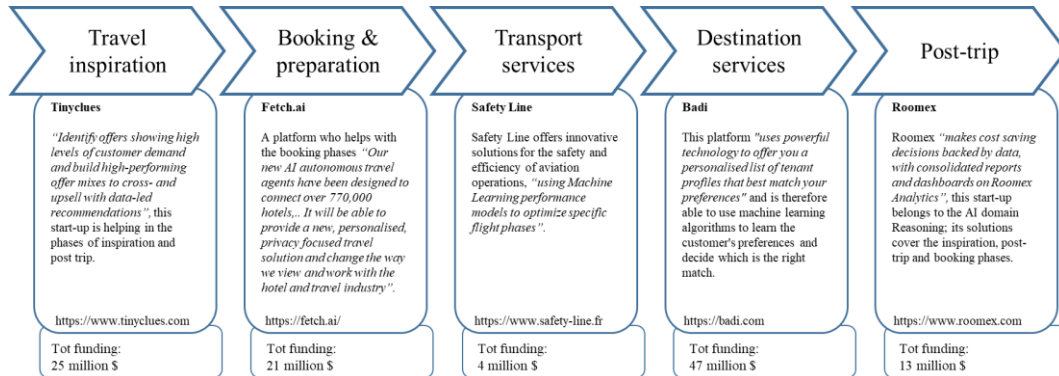 Travel
inspiration
Booking &
preparation
Transport
services
Destination
services
Post-trip
Tinyclues
“Identify offers showing high
levels of customer demand
and build high-performing
offer mixes to cross- and
upsell with data-led
recommendations”, this
start-up is helping in the
phases of inspiration and
post trip.
https://www.tinyclues.com
Tot funding:
25 million $
Fetch.ai
A platform who helps with
the booking phases “Our
new AI autonomous travel
agents have been designed to
connect over 770,000
hotels,.. It will be able to
provide a new, personalised,
privacy focused travel
solution and change the way
we view and work with the
hotel and travel industry”.
https://fetch.ai/
Tot funding:
21 million $
Safety Line
Safety Line offers innovative
solutions for the safety and
efficiency of aviation
operations, “using Machine
Learning performance
models to optimize specific
flight phases”.
https://www.safety-line.fr
Tot funding:
4 million $
Badi
This platform "uses powerful
technology to offer you a
personalised list of tenant
profiles that best match your
preferences" and is therefore
able to use machine learning
algorithms to learn the
customer's preferences and
decide which is the right
match.
https://badi.com
Tot funding:
47 million $
Roomex
Roomex “makes cost saving
decisions backed by data,
with consolidated reports
and dashboards on Roomex
Analytics”, this start-up
belongs to the AI domain
Reasoning; its solutions
cover the inspiration, post-
trip and booking phases.
https://www.roomex.com
Tot funding:
13 million $